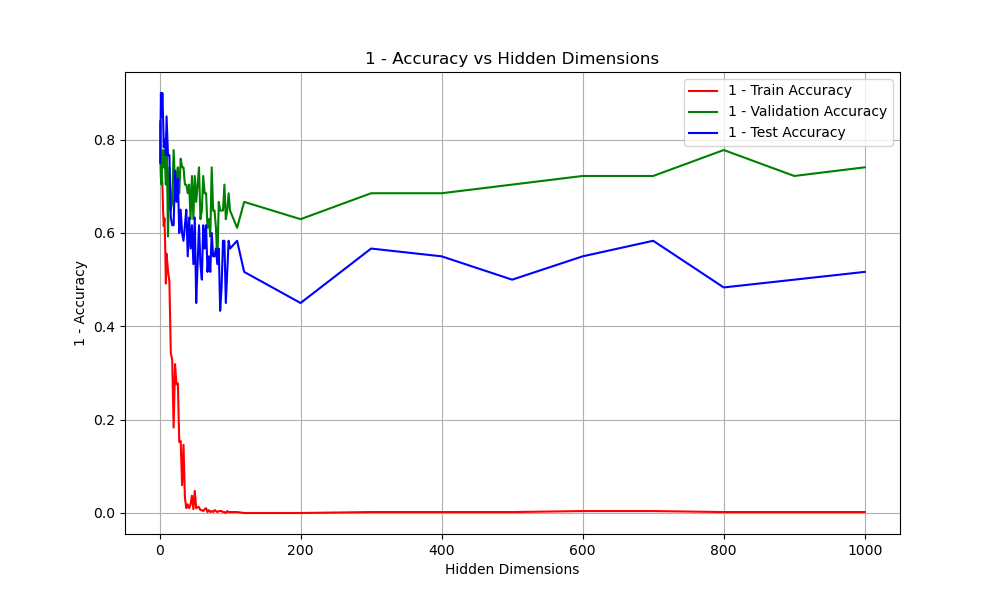 1 - Accuracy vs Hidden Dimensions
1 - Train Accuracy
1 - Validation Accuracy
1 - Test Accuracy
1 - Accuracy
0.8
0.6
0.4
0.2
0.0
0 200 400 600 800 1000
Hidden Dimensions